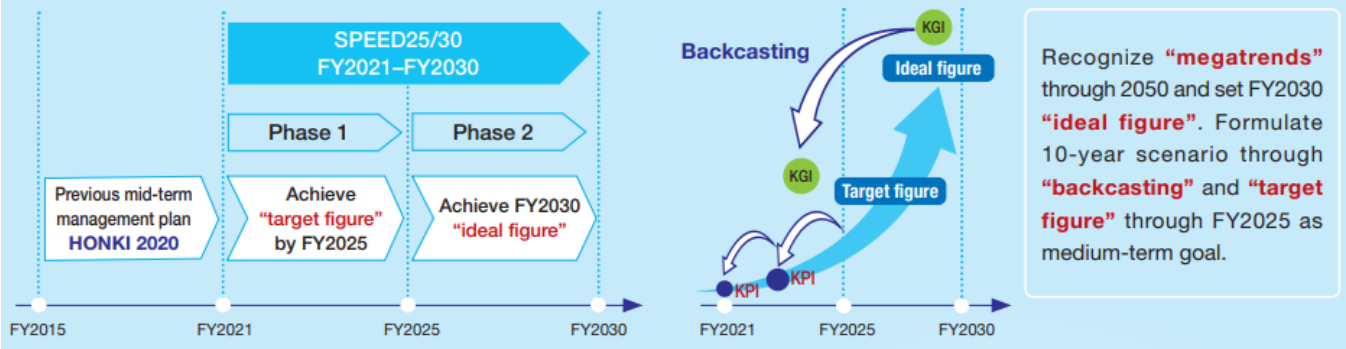 SPEED25/30
FY2021–FY2030
Phase 1
Phase 2
Previous mid-term
management plan
HONKI 2020
Achieve
“target figure”
by FY2025
Achieve FY2030
“ideal figure”
FY2015
FY2021
FY2025
FY2030
Backcasting
KGI
Ideal figure
KGI
Target figure
KPI
KPI
FY2021
FY2025
FY2030
Recognize “megatrends”
through 2050 and set FY2030
“ideal figure”. Formulate
10-year scenario through
“backcasting” and “target
figure” through FY2025 as
medium-term goal.